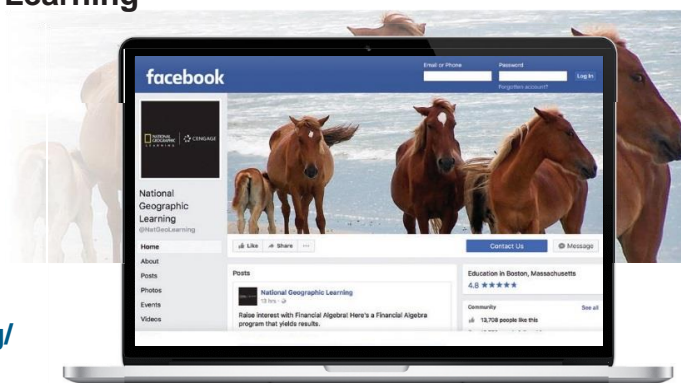 Learning
facebook
Email or Phone
Password
Log In
Forgotten account?
NATIONAL GEOGRAPHIC LEARNING
CENGAGE
National
Geographic
Learning
@NatGeoLearning
Home
About
Posts
Photos
Events
Videos
Like
Share
Contact Us
Message
Posts
National Geographic Learning
13 hrs
Raise interest with Financial Algebra! Here's a Financial Algebra
program that yields results.
Education in Boston, Massachusetts
4.8 ★★★★★
Community
See all
13,708 people like this
/